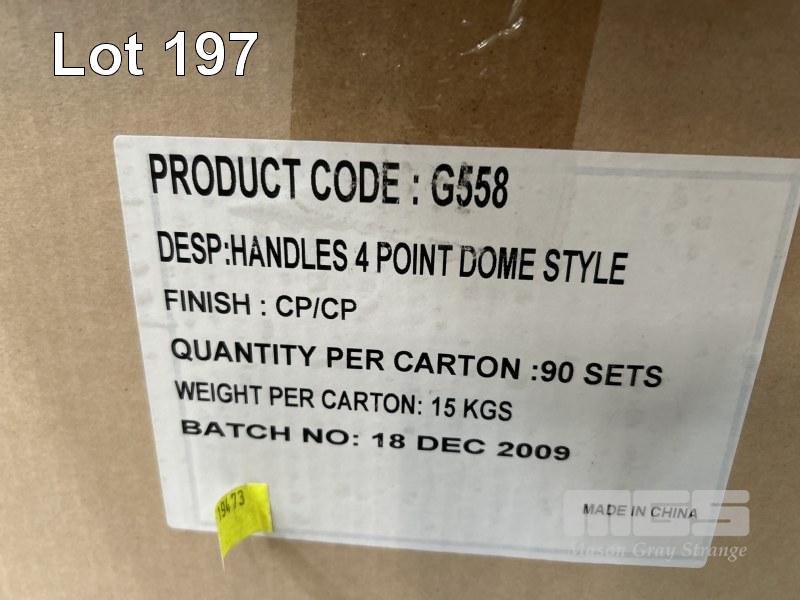 Lot 197
PRODUCT CODE : G558
DESP:HANDLES 4 POINT DOME STYLE
FINISH : CP/CP
QUANTITY PER CARTON :90 SETS
WEIGHT PER CARTON: 15 KGS
BATCH NO: 18 DEC 2009
19473
MADE IN CHINA
MGS
Mason Gray Strange